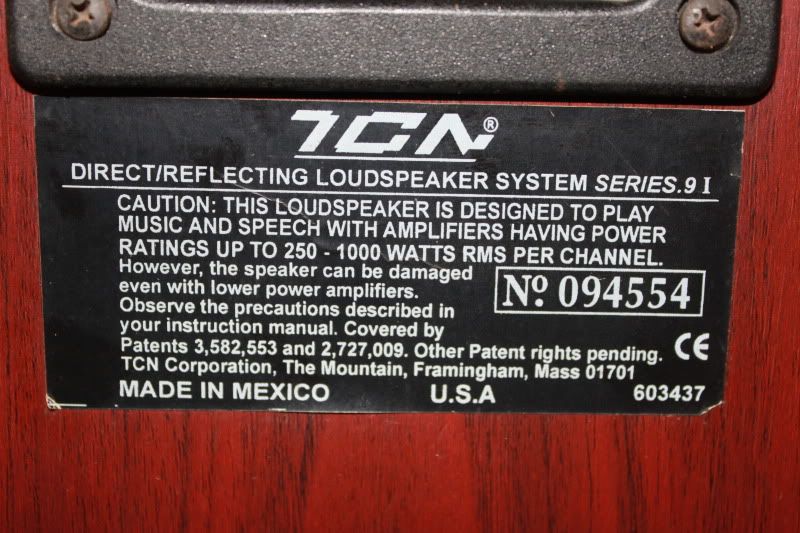 TCN®
DIRECT/REFLECTING LOUDSPEAKER SYSTEM SERIES.9 I
CAUTION: THIS LOUDSPEAKER IS DESIGNED TO PLAY
MUSIC AND SPEECH WITH AMPLIFIERS HAVING POWER
RATINGS UP TO 250 - 1000 WATTS RMS PER CHANNEL.
However, the speaker can be damaged
even with lower power amplifiers.
Observe the precautions described in
your instruction manual. Covered by
Patents 3,582,553 and 2,727,009. Other Patent rights pending.
TCN Corporation, The Mountain, Framingham, Mass 01701
Nº 094554
CE
MADE IN MEXICO U.S.A 603437